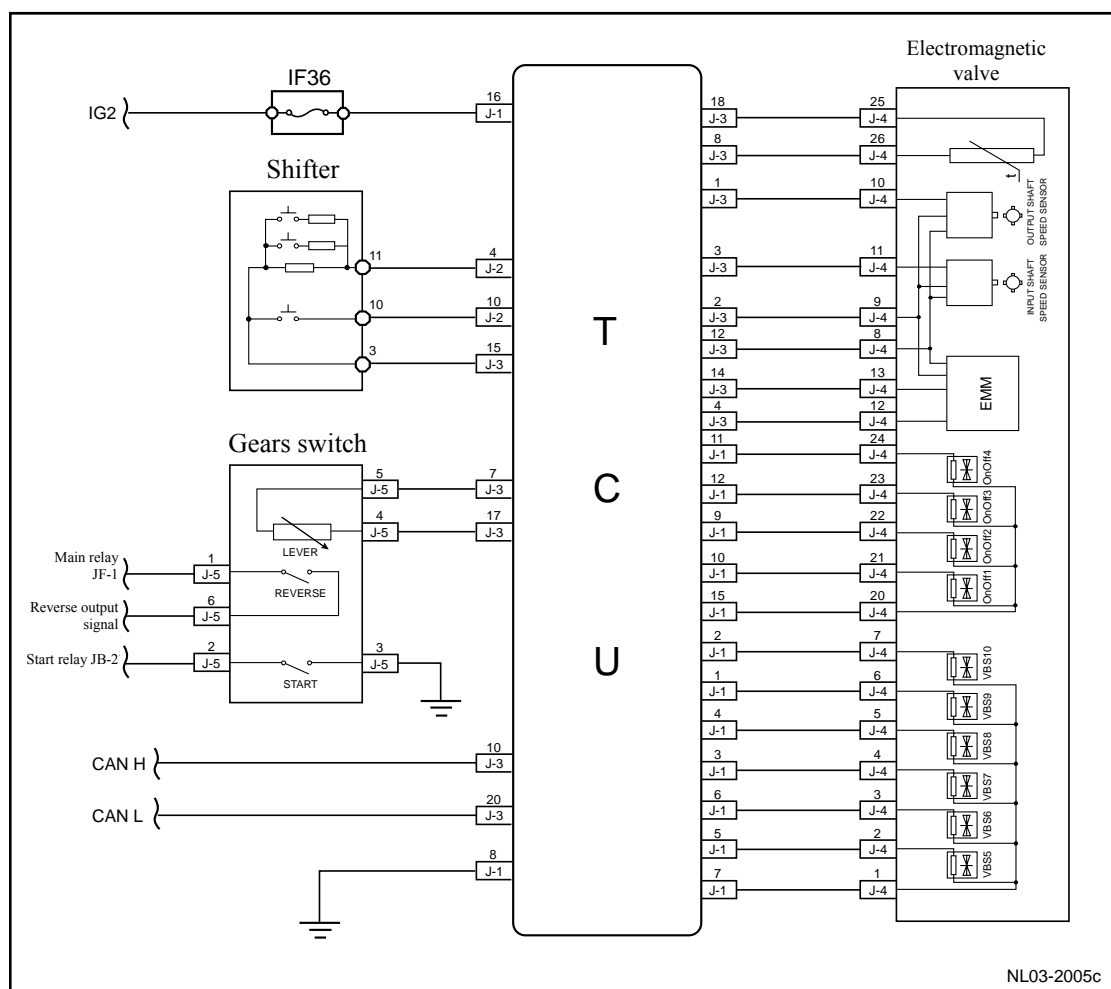 Electromagnetic
valve
IF36
IG2
16
J-1
Shifter
11
4
J-2
10
10
J-2
3
15
J-3
Gears switch
5
J-5
7
J-3
4
J-5
17
J-3
LEVER
Main relay
JF-1
1
J-5
REVERSE
Reverse output
signal
6
J-5
Start relay JB-2
2
J-5
START
3
J-5
CAN H
10
J-3
CAN L
20
J-3
8
J-1
T
C
U
18
J-3
25
J-4
8
J-3
26
J-4
t
1
J-3
10
J-4
OUTPUT SHAFT
SPEED SENSOR
3
J-3
11
J-4
INPUT SHAFT
SPEED SENSOR
2
J-3
9
J-4
12
J-3
8
J-4
14
J-3
13
J-4
EMM
4
J-3
12
J-4
11
J-1
24
J-4
OnOff4
12
J-1
23
J-4
OnOff3
9
J-1
22
J-4
OnOff2
10
J-1
21
J-4
OnOff1
15
J-1
20
J-4
2
J-1
7
J-4
VBS10
1
J-1
6
J-4
VBS9
4
J-1
5
J-4
VBS8
3
J-1
4
J-4
VBS7
6
J-1
3
J-4
VBS6
5
J-1
2
J-4
VBS5
7
J-1
1
J-4
NL03-2005c